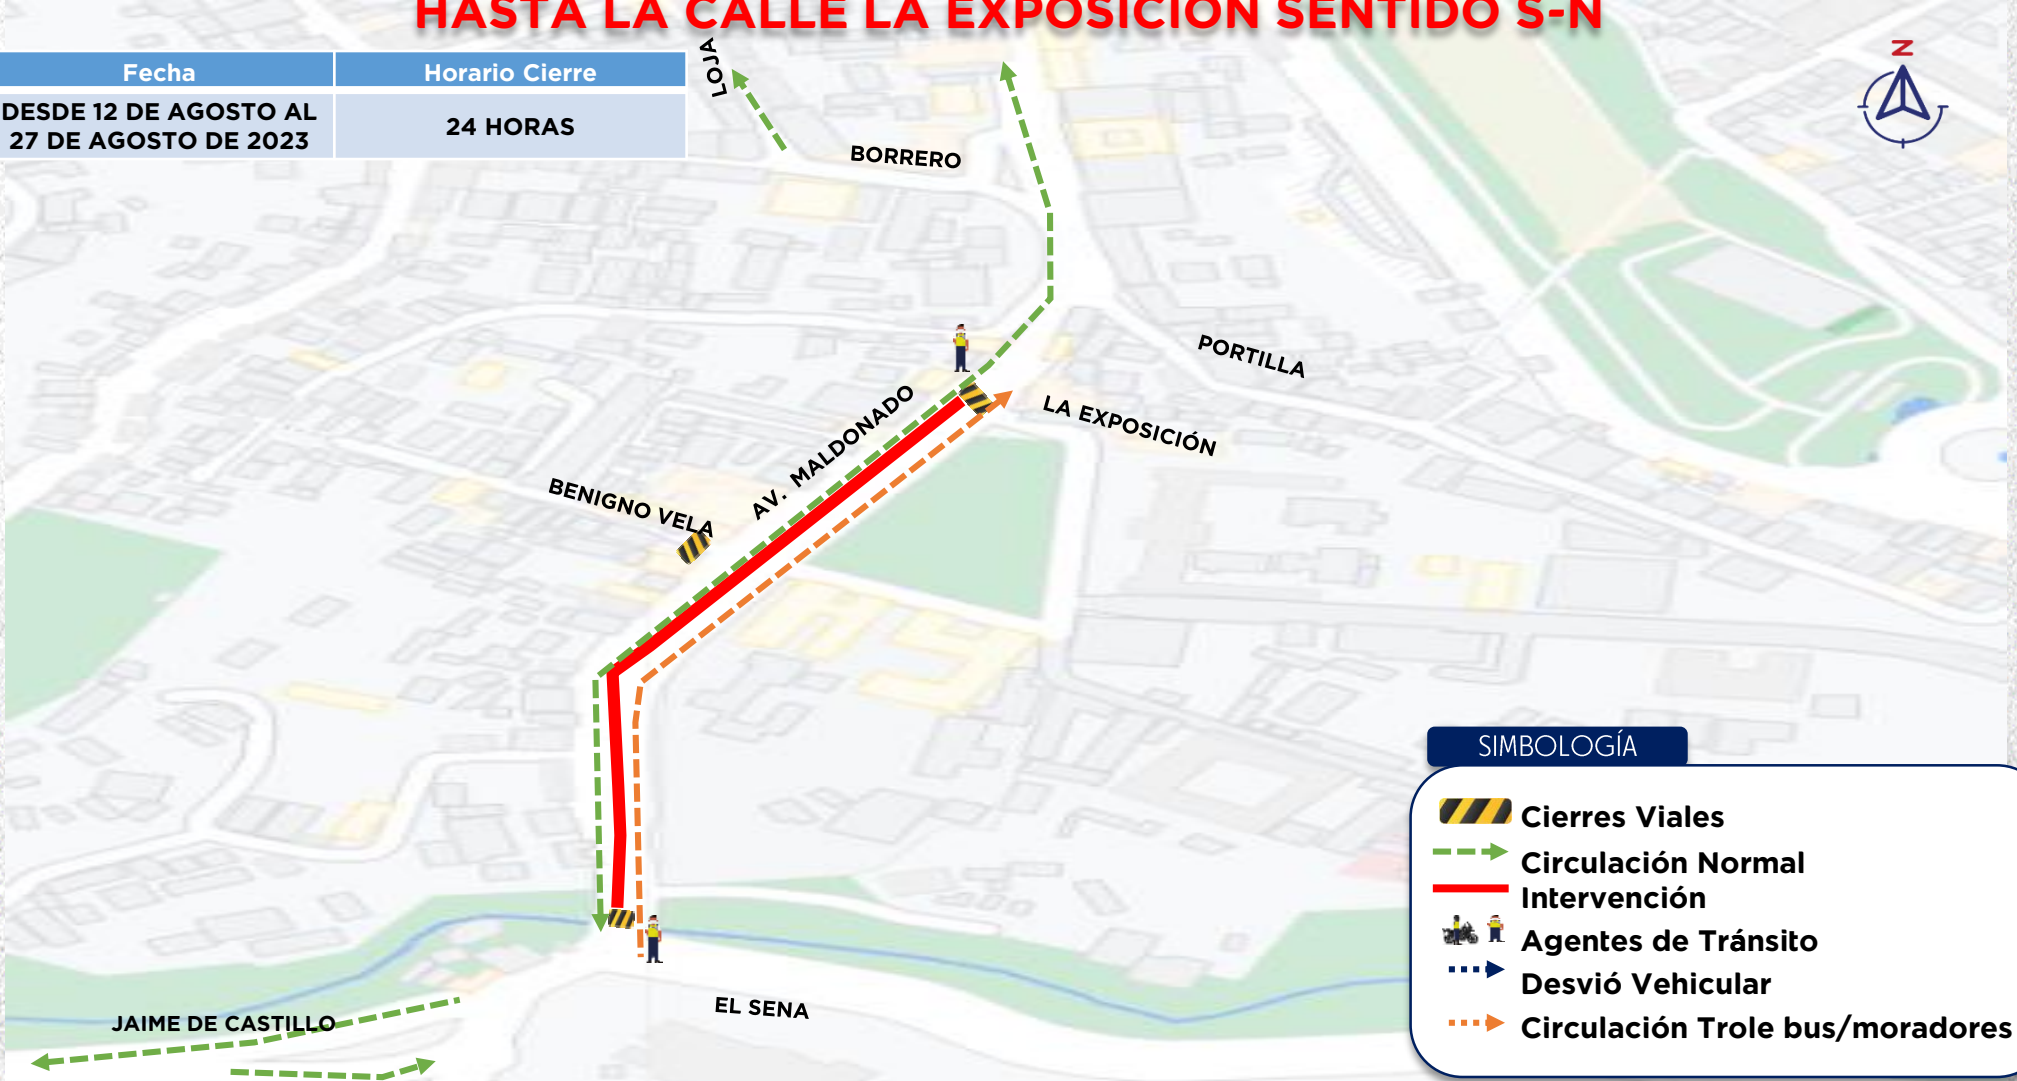 HASTA LA CALLE LA EXPOSICIÓN SENTIDO S-N
Fecha
Horario Cierre
DESDE 12 DE AGOSTO AL
27 DE AGOSTO DE 2023
24 HORAS
LOJA
N
BORRERO
PORTILLA
LA EXPOSICIÓN
AV. MALDONADO
BENIGNO VELA
EL SENA
JAIME DE CASTILLO
SIMBOLOGÍA
Cierres Viales
Circulación Normal
Intervención
Agentes de Tránsito
Desvió Vehicular
Circulación Trole bus/moradores